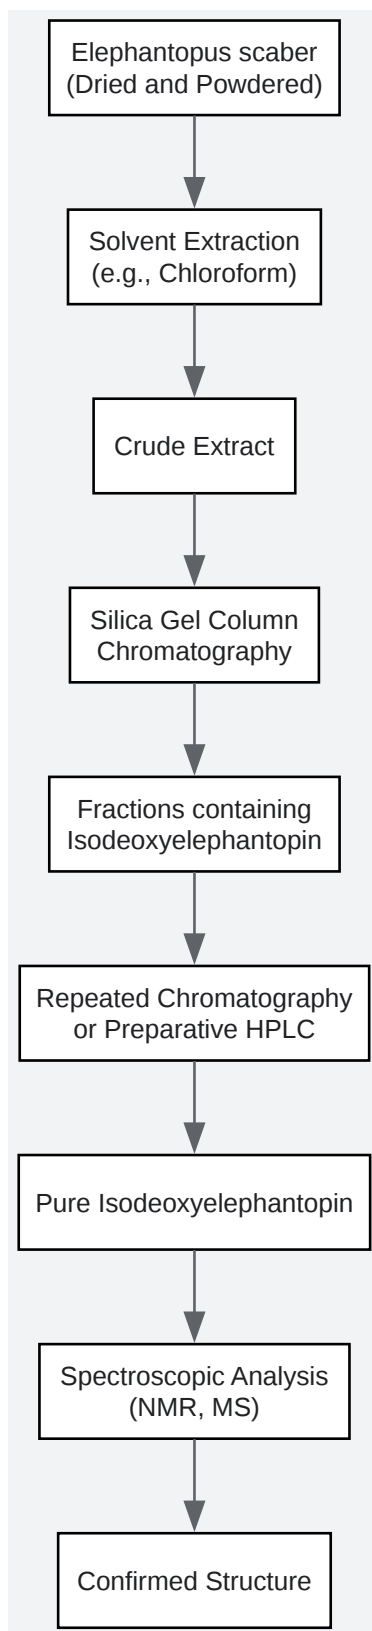 Elephantopus scaber
(Dried and Powdered)
Solvent Extraction
(e.g., Chloroform)
Crude Extract
Silica Gel Column
Chromatography
Fractions containing
Isodeoxyelephantopin
Repeated Chromatography
or Preparative HPLC
Pure Isodeoxyelephantopin
Spectroscopic Analysis
(NMR, MS)
Confirmed Structure